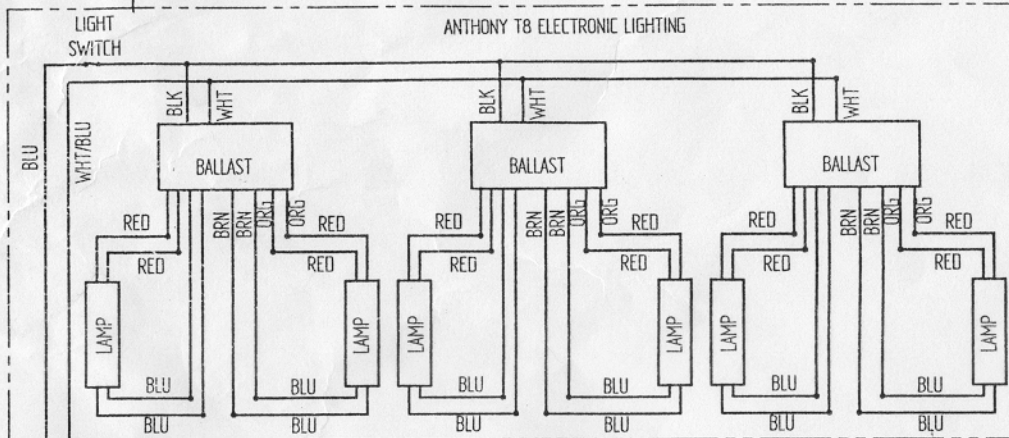 LIGHT
SWITCH
ANTHONY T8 ELECTRONIC LIGHTING
BLU
WHT/BLU
BLK
WHT
BLK
WHT
BLK
WHT
BALLAST
BALLAST
BALLAST
RED
RED
BRN
BRN
ORG
ORG
RED
RED
RED
RED
BRN
BRN
ORG
ORG
RED
RED
RED
RED
BRN
BRN
ORG
ORG
RED
RED
LAMP
LAMP
LAMP
LAMP
LAMP
LAMP
BLU
BLU
BLU
BLU
BLU
BLU
BLU
BLU
BLU
BLU
BLU
BLU